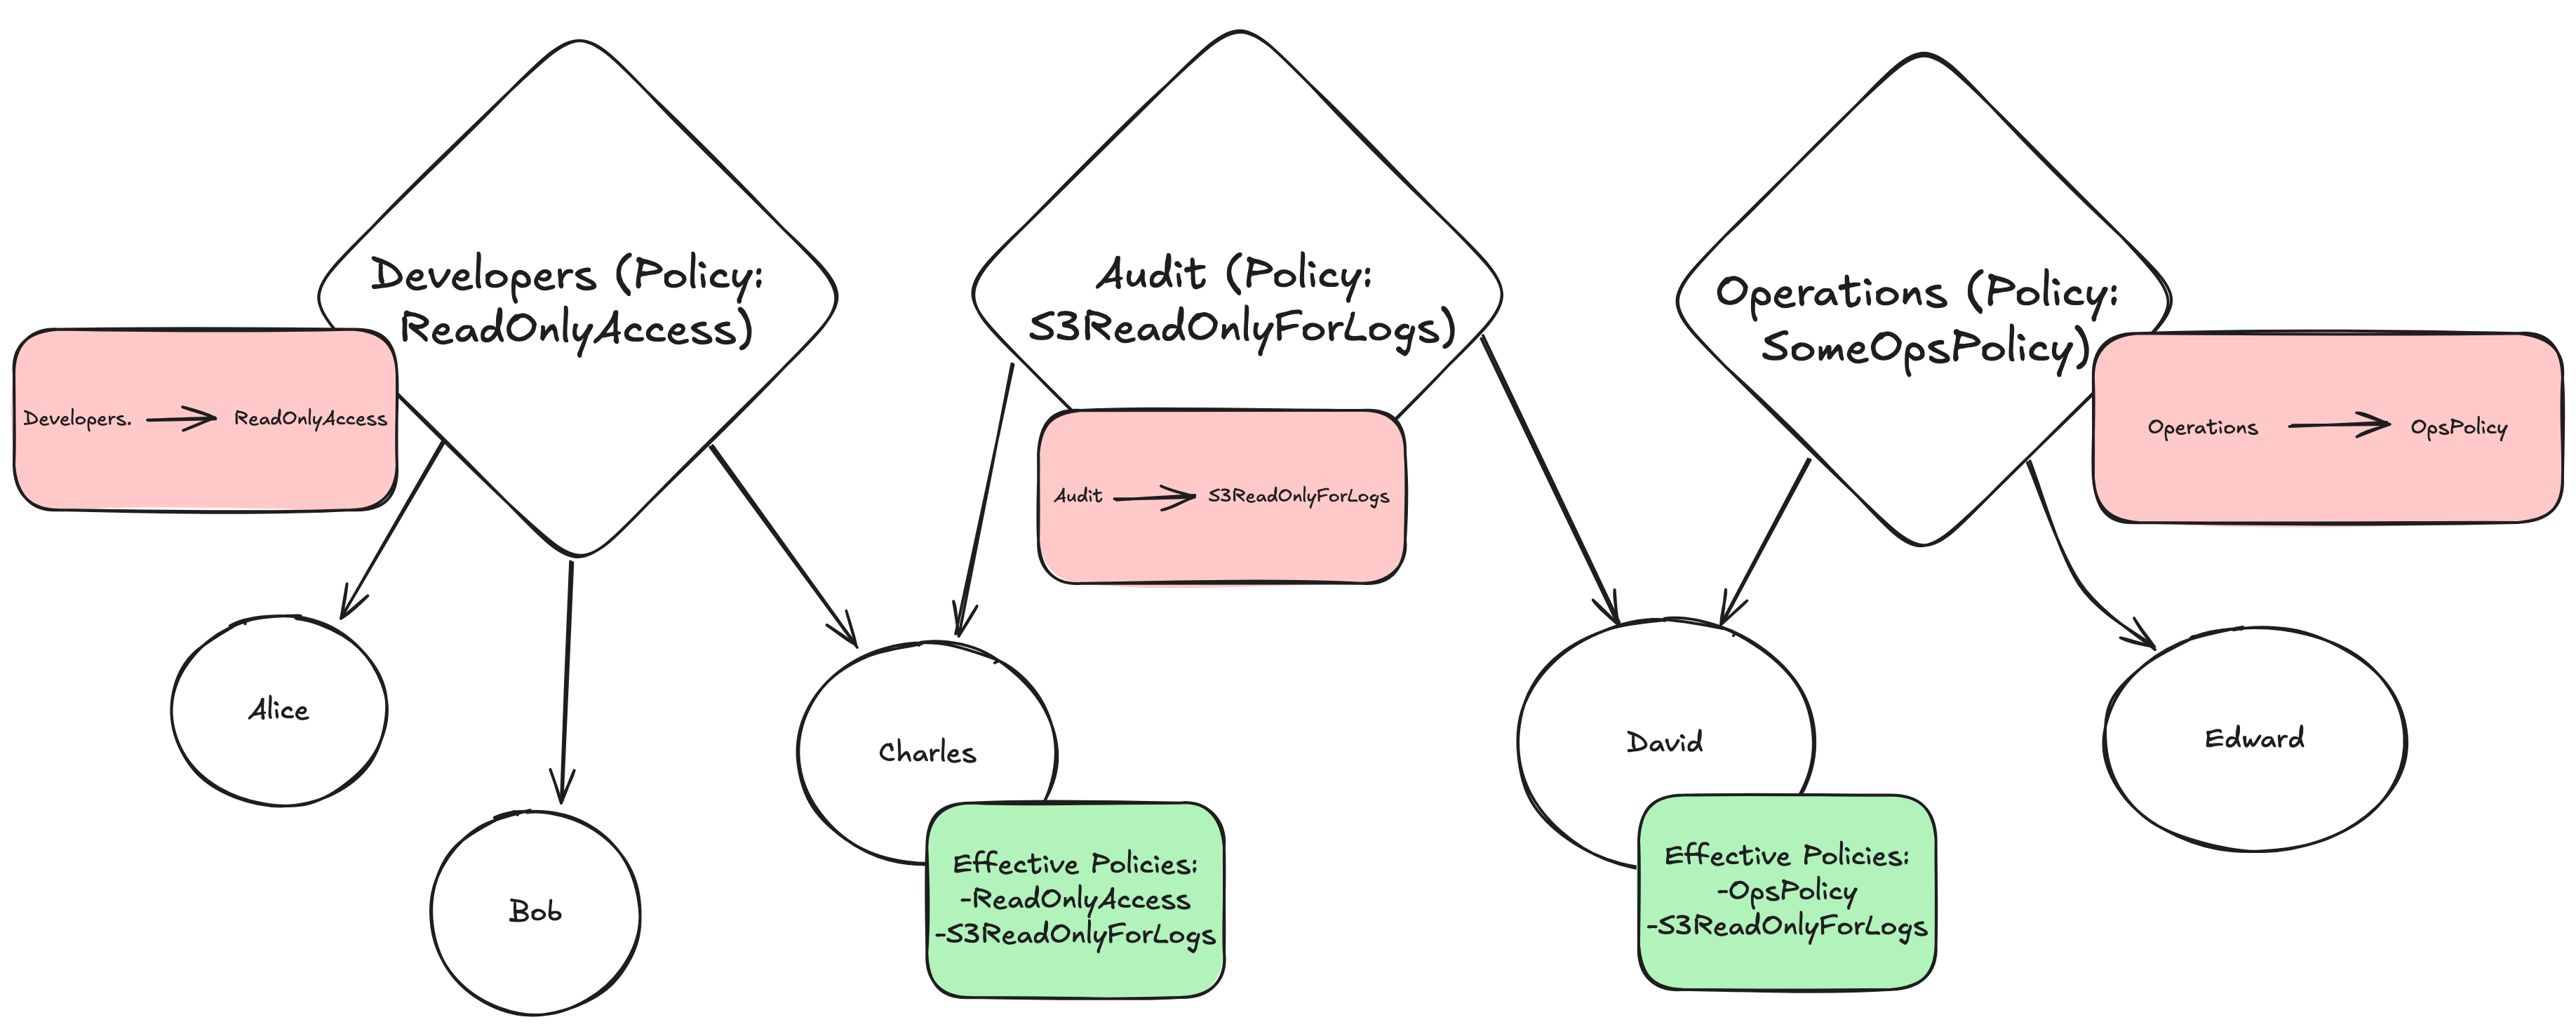 Developers (Policy:
ReadOnlyAccess)
Audit (Policy:
S3ReadOnlyForLogs)
Operations (Policy:
SomeOpsPolicy)
Developers. ReadOnlyAccess
Audit S3ReadOnlyForLogs
Operations OpsPolicy
Alice
Bob
Charles
David
Edward
Effective Policies:
-ReadOnlyAccess
-S3ReadOnlyForLogs
Effective Policies:
-OpsPolicy
-S3ReadOnlyForLogs